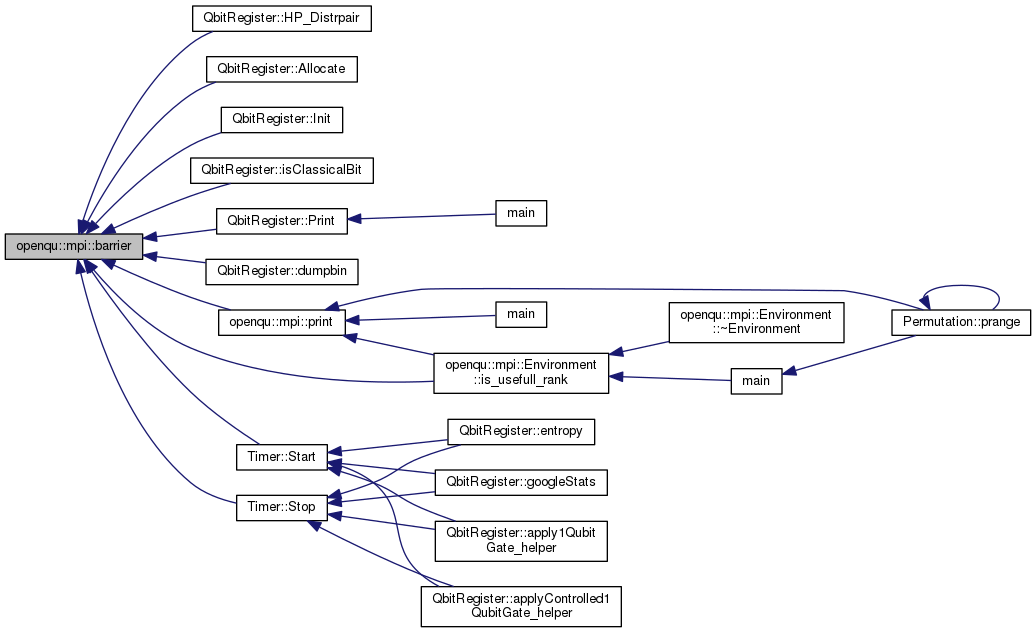 QbitRegister::HP_Distrpair
QbitRegister::Allocate
QbitRegister::Init
QbitRegister::isClassicalBit
QbitRegister::Print
main
openqu::mpi::barrier
QbitRegister::dumpbin
openqu::mpi::print
main
openqu::mpi::Environment
::~Environment
Permutation::prange
openqu::mpi::Environment
::is_usefull_rank
main
QbitRegister::entropy
Timer::Start
QbitRegister::googleStats
Timer::Stop
QbitRegister::apply1Qubit
Gate_helper
QbitRegister::applyControlled1
QubitGate_helper